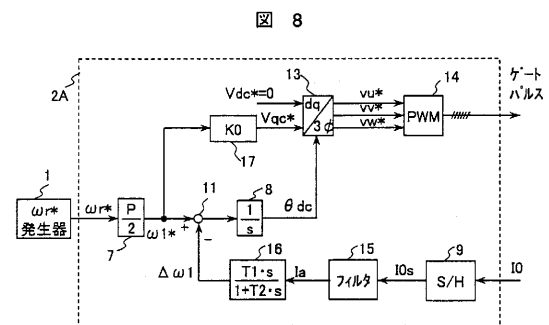 図 8
2A
13
14
Vdc*=0
dq
3φ
vu*
vv*
vw*
PWM
ゲート
パルス
K0
Vqc*
17
1
ωr*
発生器
ωr*
P
2
7
ω1*
+
-
11
8
1
s
θdc
Δω1
16
T1・s
1+T2・s
Ia
15
フィルタ
I0s
9
S/H
I0